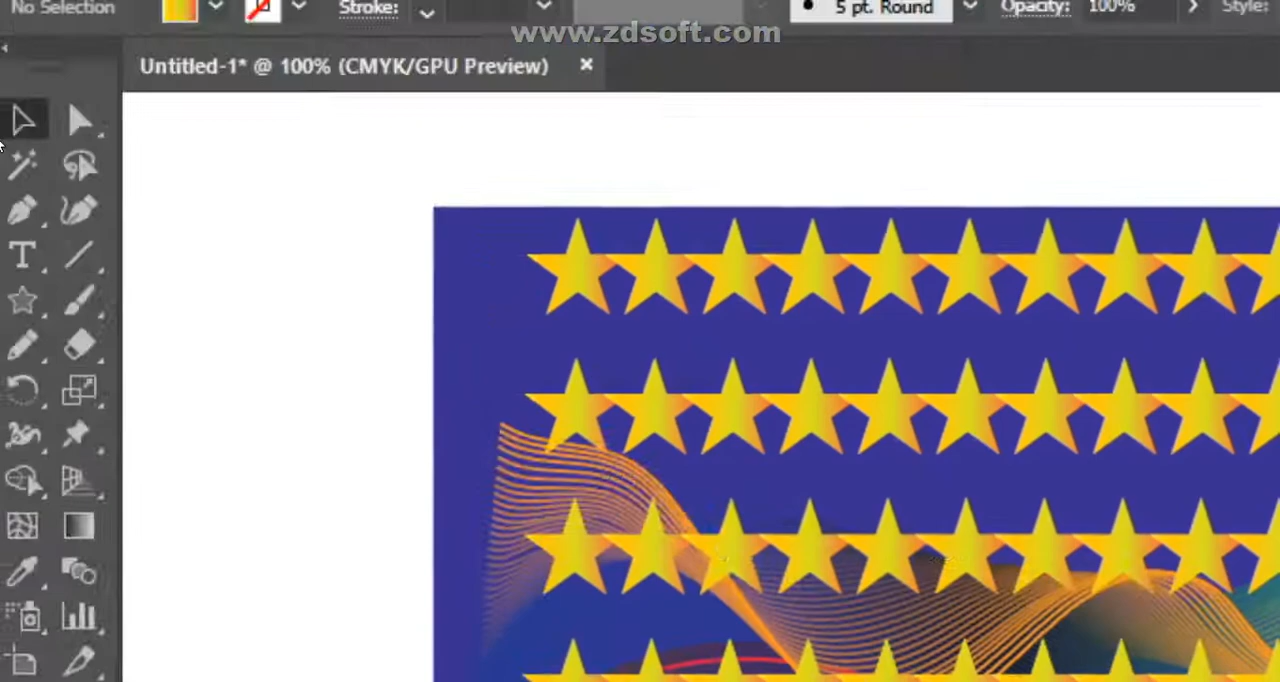 No Selection Stroke: 5 pt. Round Opacity: 100% Style:
www.zdsoft.com
Untitled-1* @ 100% (CMYK/GPU Preview) ×